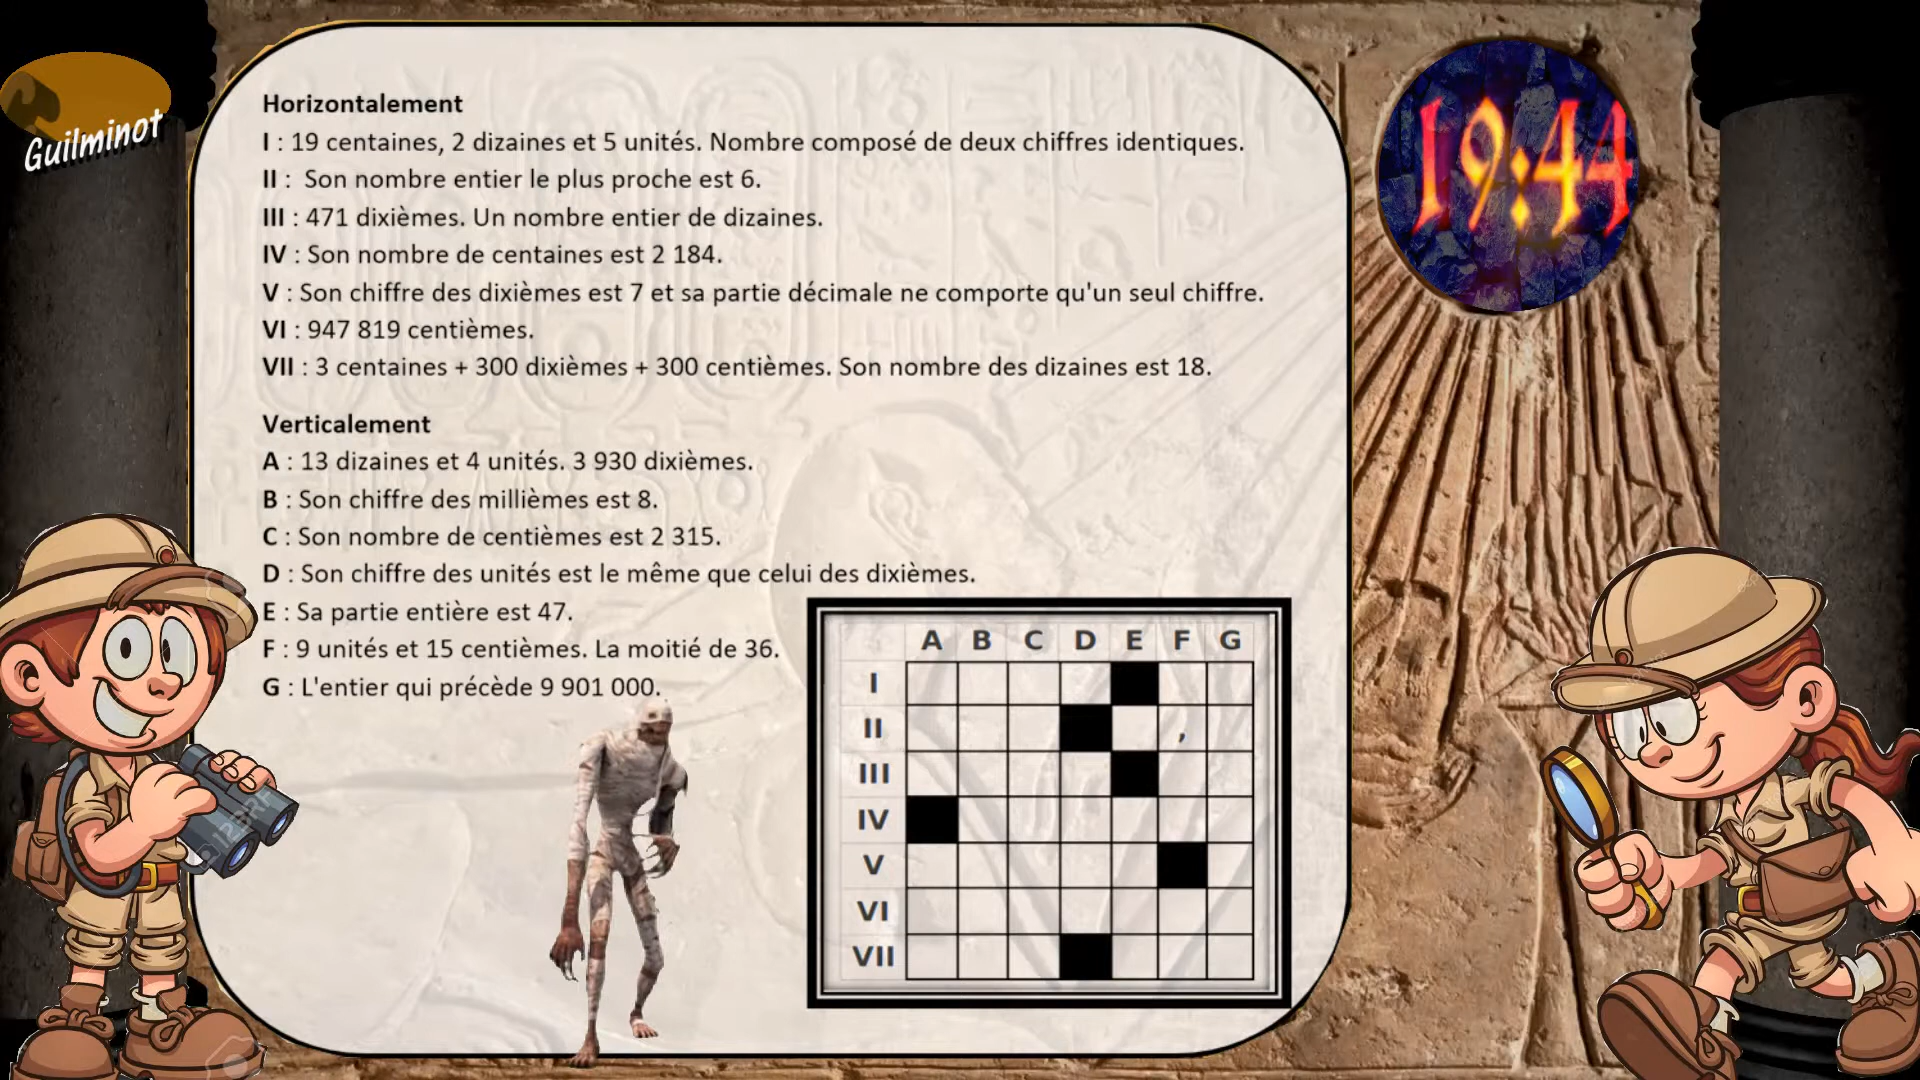 Guilminot
19:44
Horizontalement
I : 19 centaines, 2 dizaines et 5 unités. Nombre composé de deux chiffres identiques.
II : Son nombre entier le plus proche est 6.
III : 471 dixièmes. Un nombre entier de dizaines.
IV : Son nombre de centaines est 2 184.
V : Son chiffre des dixièmes est 7 et sa partie décimale ne comporte qu'un seul chiffre.
VI : 947 819 centièmes.
VII : 3 centaines + 300 dixièmes + 300 centièmes. Son nombre des dizaines est 18.
Verticalement
A : 13 dizaines et 4 unités. 3 930 dixièmes.
B : Son chiffre des millièmes est 8.
C : Son nombre de centièmes est 2 315.
D : Son chiffre des unités est le même que celui des dixièmes.
E : Sa partie entière est 47.
F : 9 unités et 15 centièmes. La moitié de 36.
G : L'entier qui précède 9 901 000.
A B C D E F G
I
II ,
III
IV
V
VI
VII